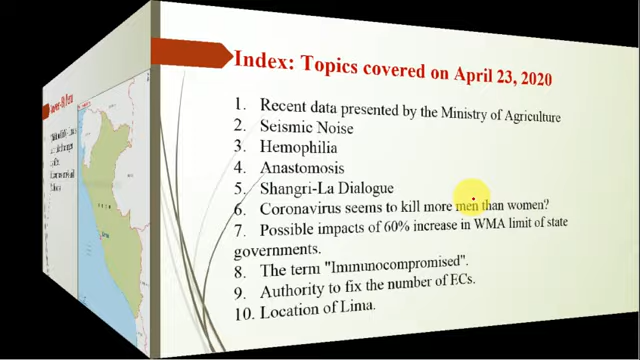 Index: Topics covered on April 23, 2020
1. Recent data presented by the Ministry of Agriculture
2. Seismic Noise
3. Hemophilia
4. Anastomosis
5. Shangri-La Dialogue
6. Coronavirus seems to kill more men than women?
7. Possible impacts of 60% increase in WMA limit of state
governments.
8. The term "Immunocompromised".
9. Authority to fix the number of ECs.
10. Location of Lima.